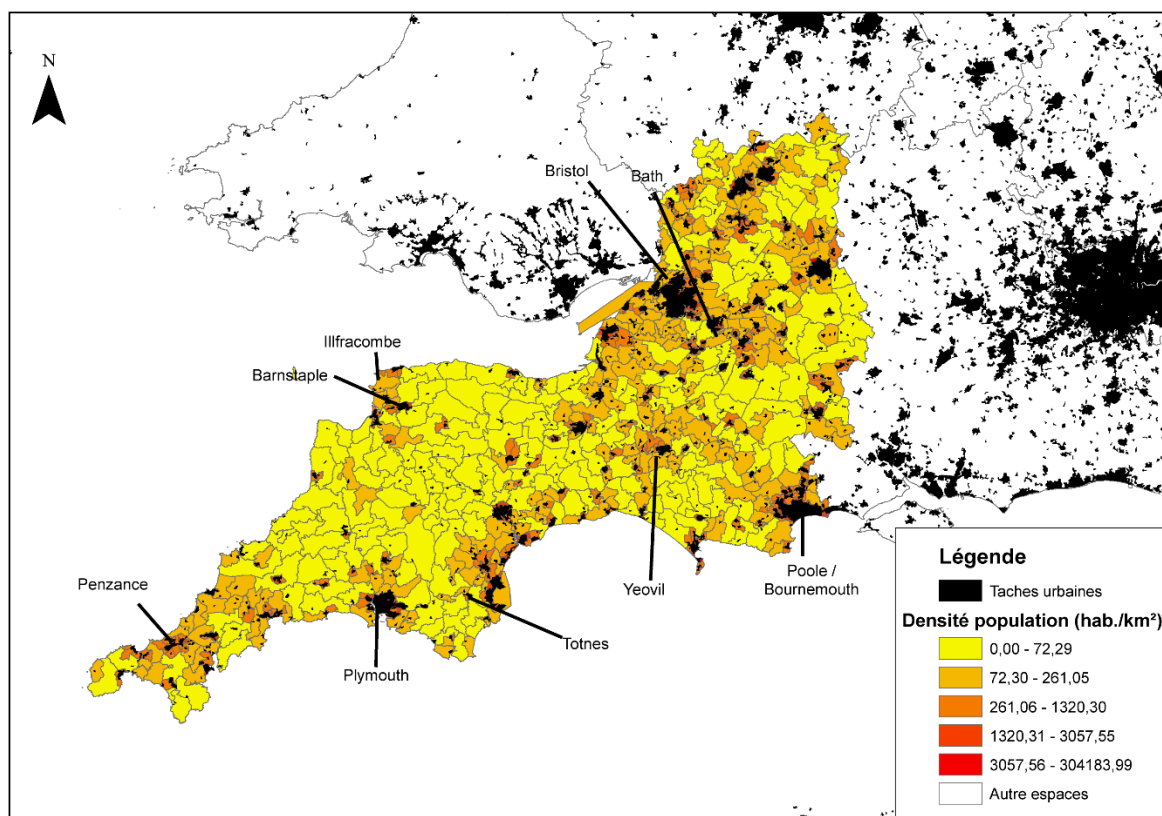 N
Bristol
Bath
Illfracombe
Barnstaple
Penzance
Plymouth
Totnes
Yeovil
Poole /
Bournemouth
Légende
Taches urbaines
Densité population (hab./km²)
0,00 - 72,29
72,30 - 261,05
261,06 - 1320,30
1320,31 - 3057,55
3057,56 - 304183,99
Autre espaces